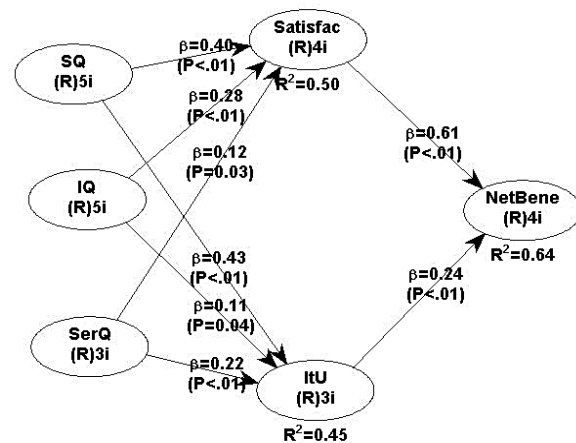 Satisfac
(R)4i
R²=0.50
SQ
(R)5i
β=0.40
(P<.01)
β=0.28
(P<.01)
β=0.12
(P=0.03)
β=0.61
(P<.01)
IQ
(R)5i
NetBene
(R)4i
R²=0.64
β=0.43
(P<.01)
β=0.11
(P=0.04)
β=0.24
(P<.01)
SerQ
(R)3i
β=0.22
(P<.01)
ItU
(R)3i
R²=0.45